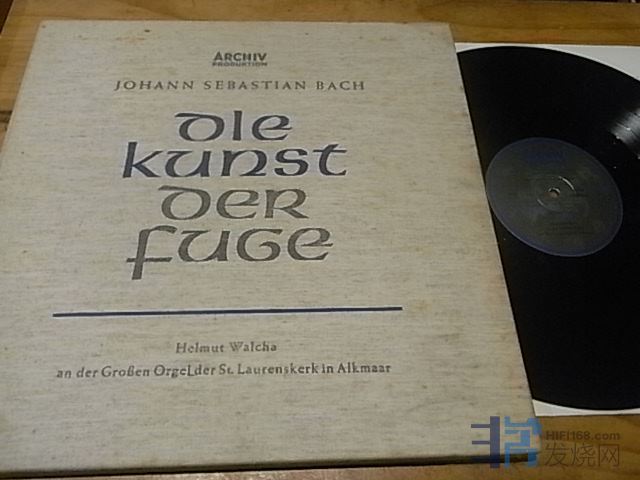 ARCHIV
PRODUKTION
JOHANN SEBASTIAN BACH
DIE
KUNST
DER
FUGE
Helmut Walcha
an der Großen Orgel der St. Laurenskerk in Alkmaar
HIFI168.com
发烧网